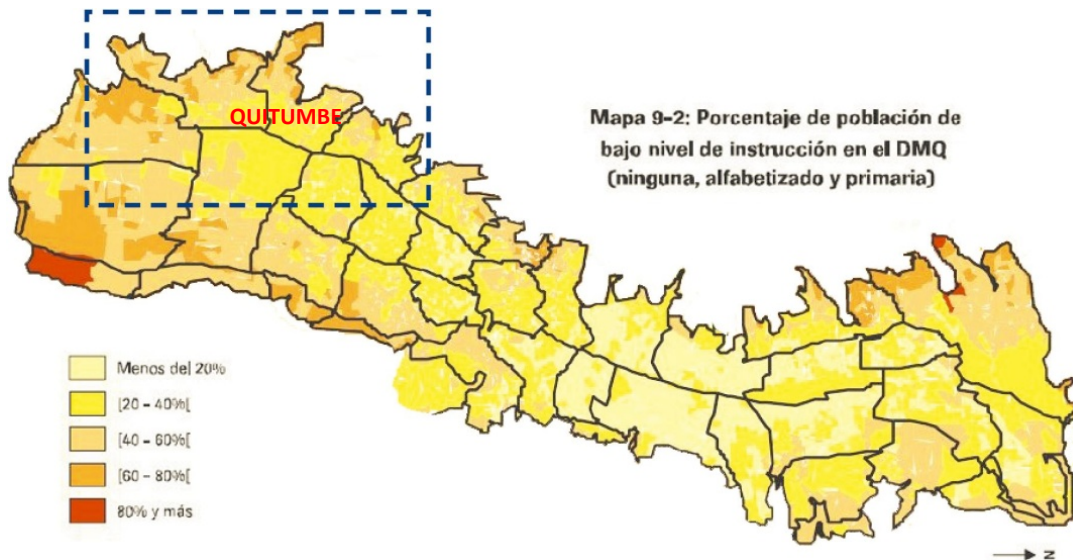 QUITUMBE
Mapa 9-2: Porcentaje de población de
bajo nivel de instrucción en el DMQ
(ninguna, alfabetizado y primaria)
Menos del 20%
[20 - 40%[
[40 - 60%[
[60 - 80%[
80% y más
N